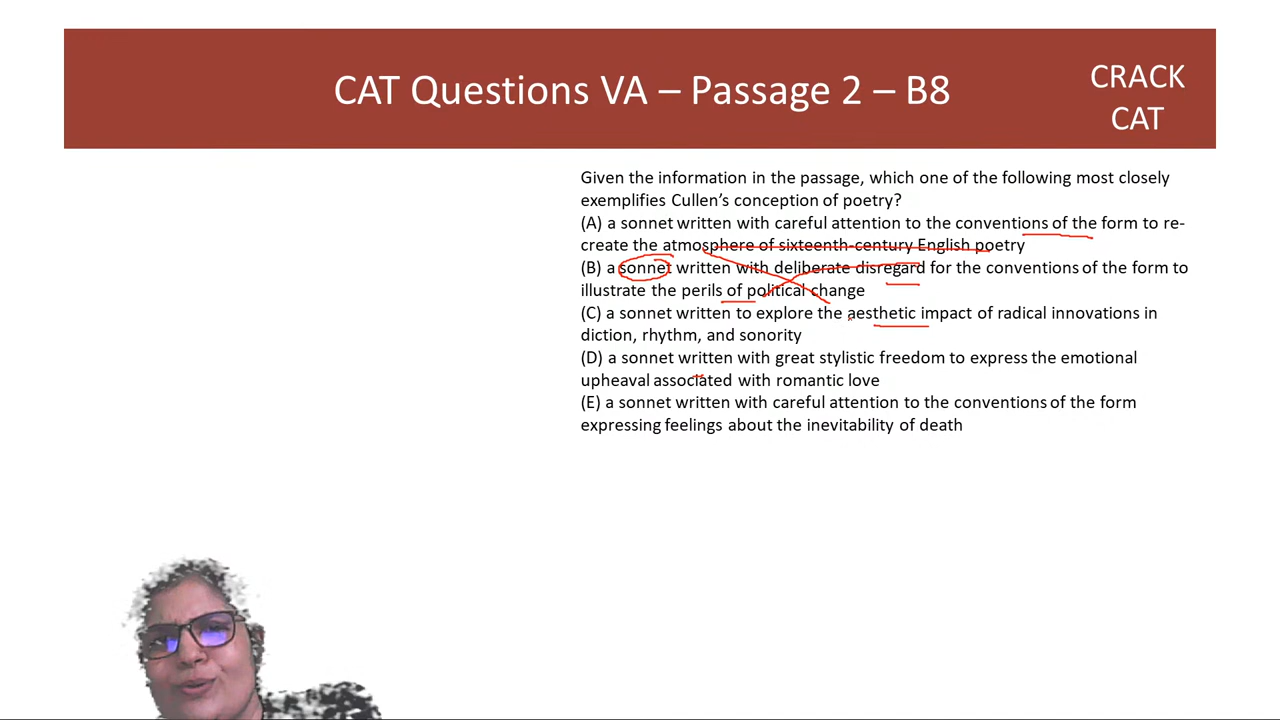 CAT Questions VA – Passage 2 – B8
CRACK
CAT
Given the information in the passage, which one of the following most closely
exemplifies Cullen’s conception of poetry?
(A) a sonnet written with careful attention to the conventions of the form to re-
create the atmosphere of sixteenth-century English poetry
(B) a sonnet written with deliberate disregard for the conventions of the form to
illustrate the perils of political change
(C) a sonnet written to explore the aesthetic impact of radical innovations in
diction, rhythm, and sonority
(D) a sonnet written with great stylistic freedom to express the emotional
upheaval associated with romantic love
(E) a sonnet written with careful attention to the conventions of the form
expressing feelings about the inevitability of death